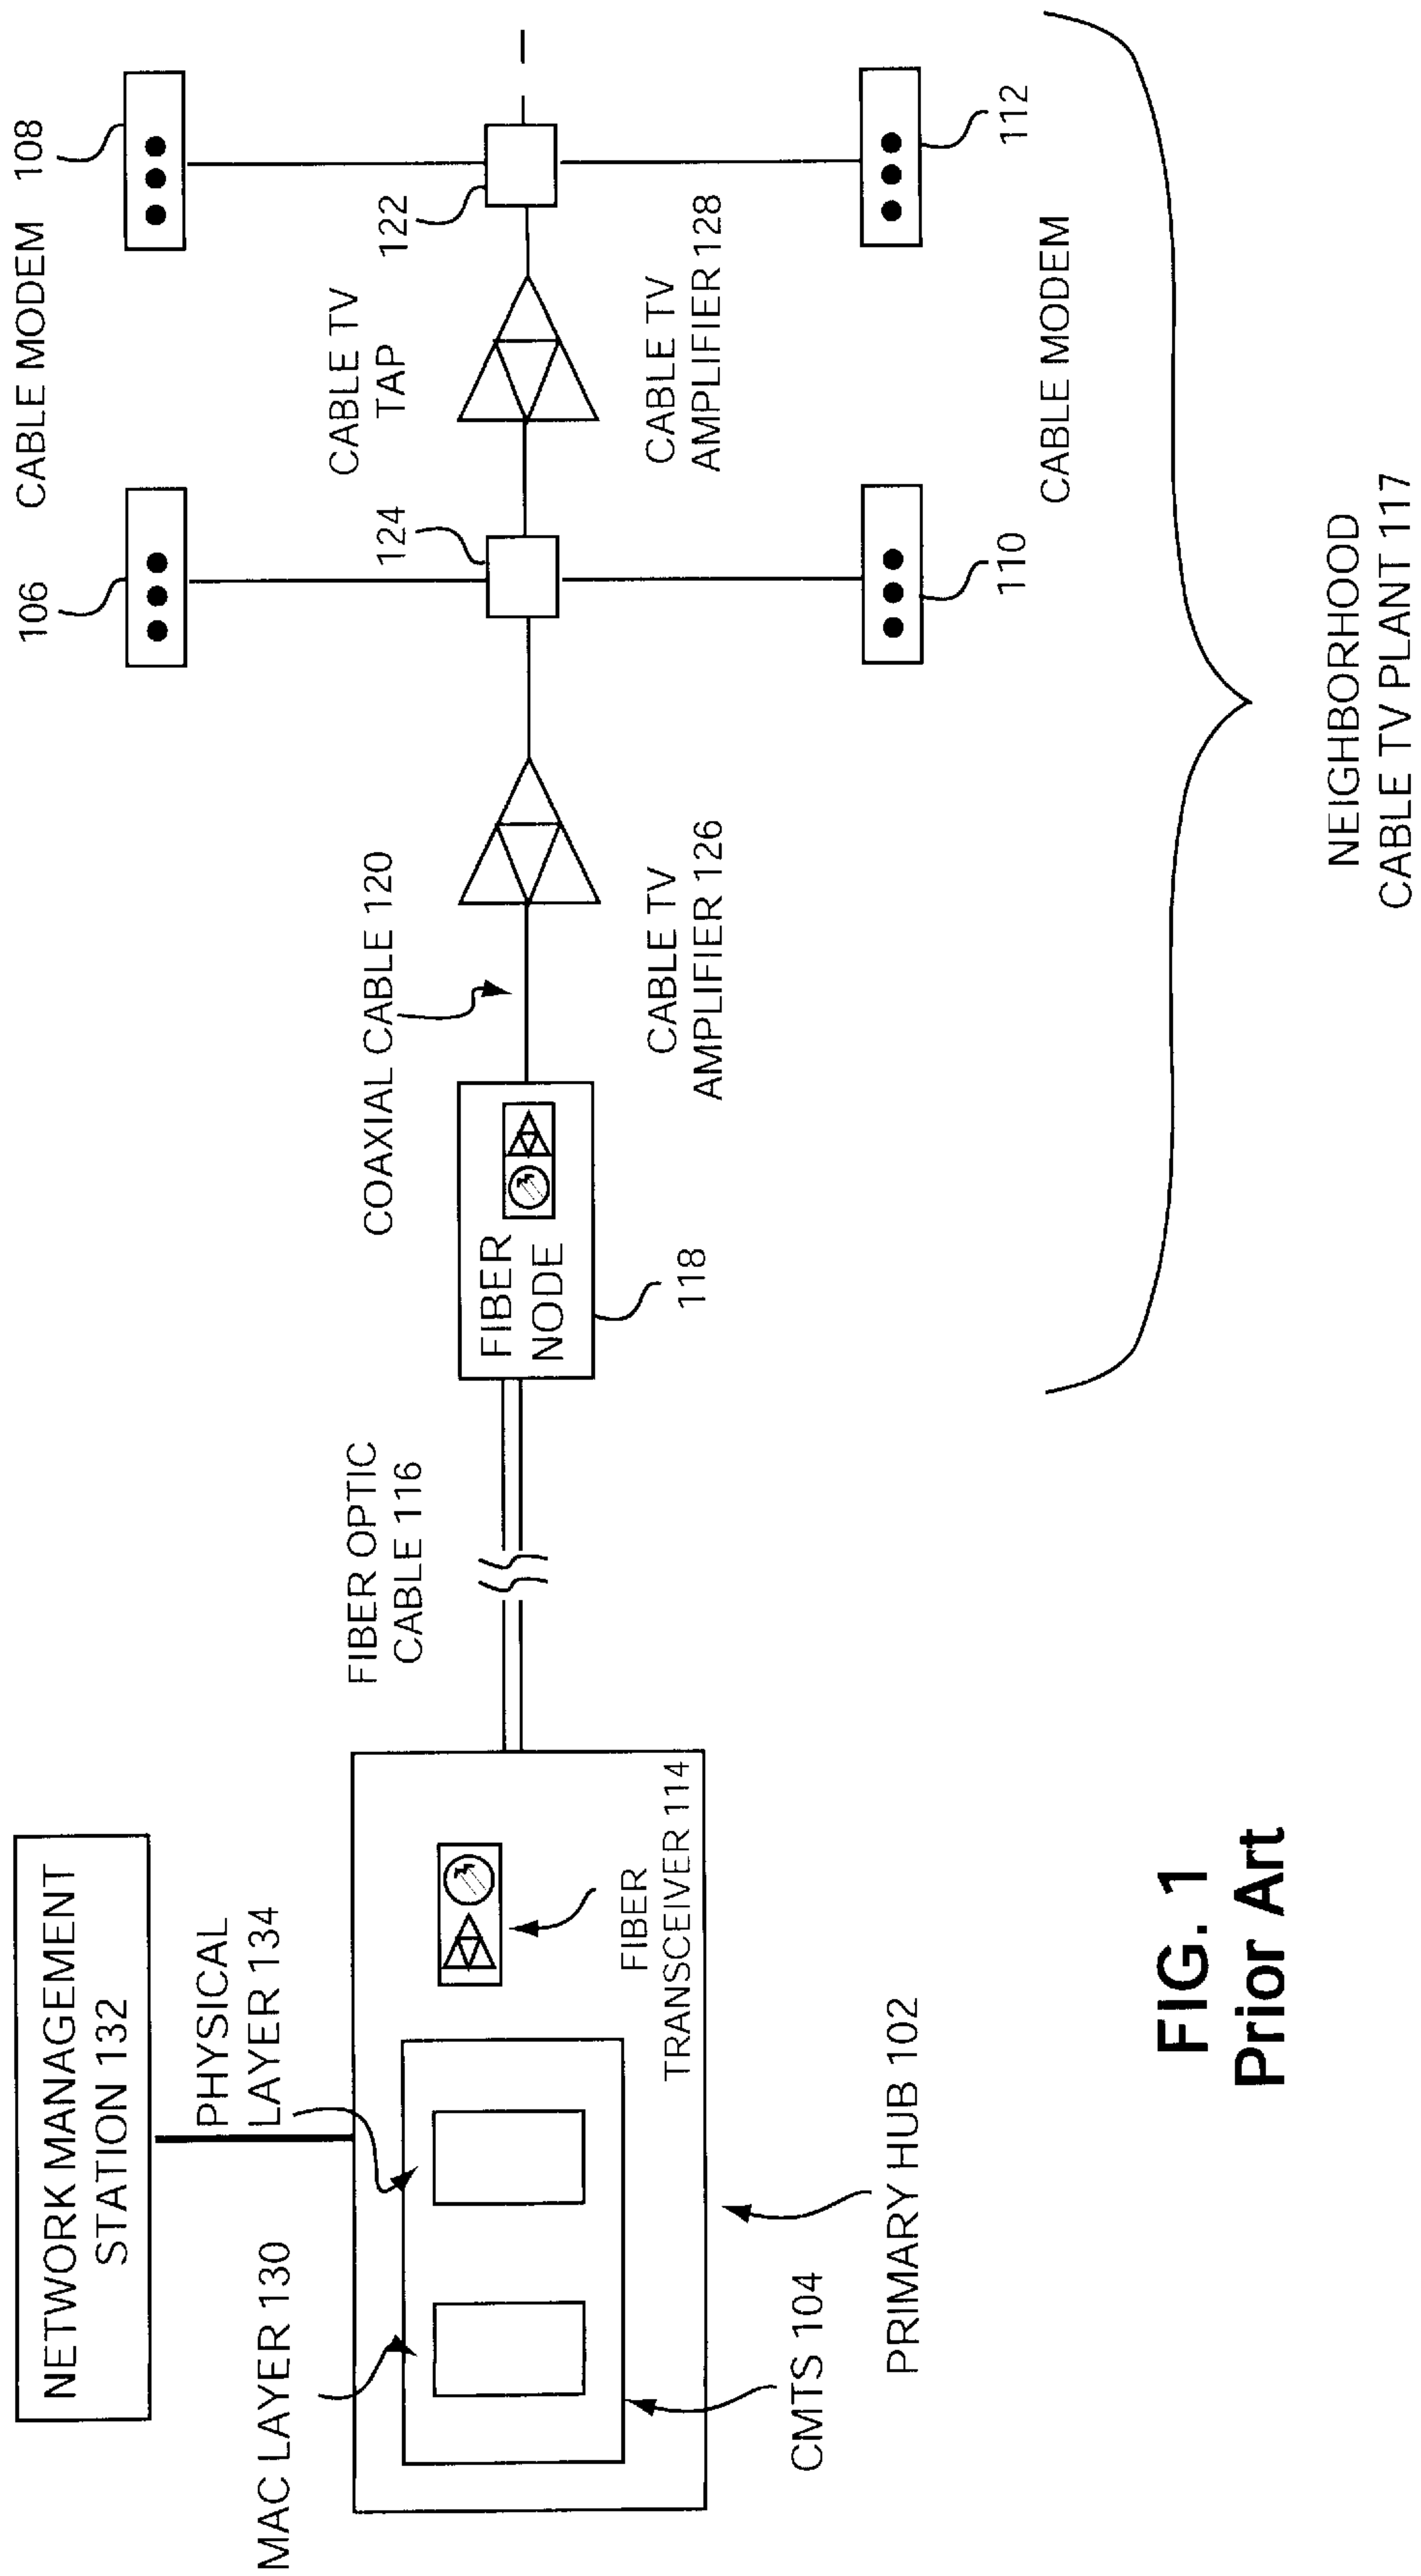 NETWORK MANAGEMENT
STATION 132
MAC LAYER 130
PHYSICAL
LAYER 134
FIBER
TRANSCEIVER 114
CMTS 104
PRIMARY HUB 102
FIBER OPTIC
CABLE 116
FIBER
NODE
118
COAXIAL CABLE 120
CABLE TV
AMPLIFIER 126
106
CABLE MODEM 108
124
CABLE TV
TAP
122
CABLE TV
AMPLIFIER 128
110
CABLE MODEM
112
NEIGHBORHOOD
CABLE TV PLANT 117
FIG. 1
Prior Art